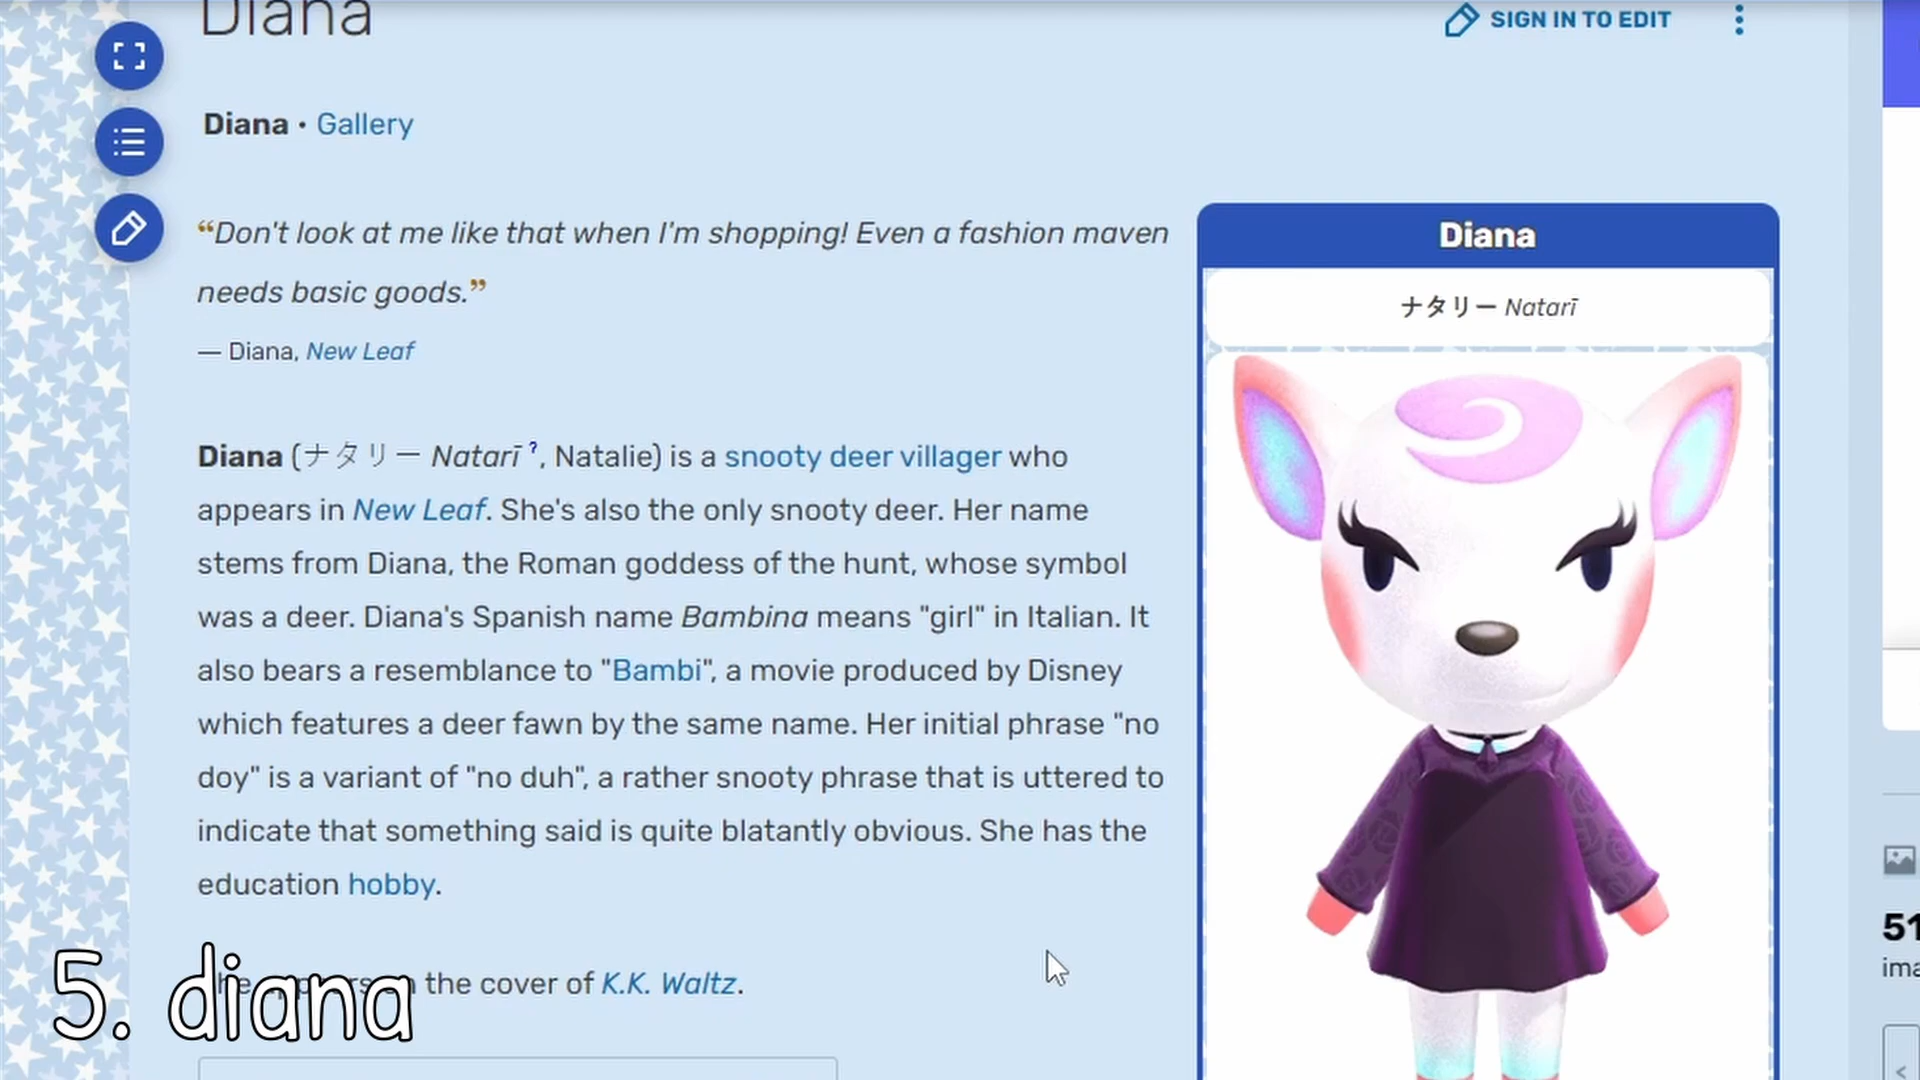 Diana
SIGN IN TO EDIT
Diana • Gallery
“Don't look at me like that when I'm shopping! Even a fashion maven
needs basic goods.”
— Diana, New Leaf
Diana
ナタリー Natarī
Diana (ナタリー Natarī ?, Natalie) is a snooty deer villager who
appears in New Leaf. She's also the only snooty deer. Her name
stems from Diana, the Roman goddess of the hunt, whose symbol
was a deer. Diana's Spanish name Bambina means "girl" in Italian. It
also bears a resemblance to "Bambi", a movie produced by Disney
which features a deer fawn by the same name. Her initial phrase "no
doy" is a variant of "no duh", a rather snooty phrase that is uttered to
indicate that something said is quite blatantly obvious. She has the
education hobby.
the cover of K.K. Waltz.
5. diana
51
ima